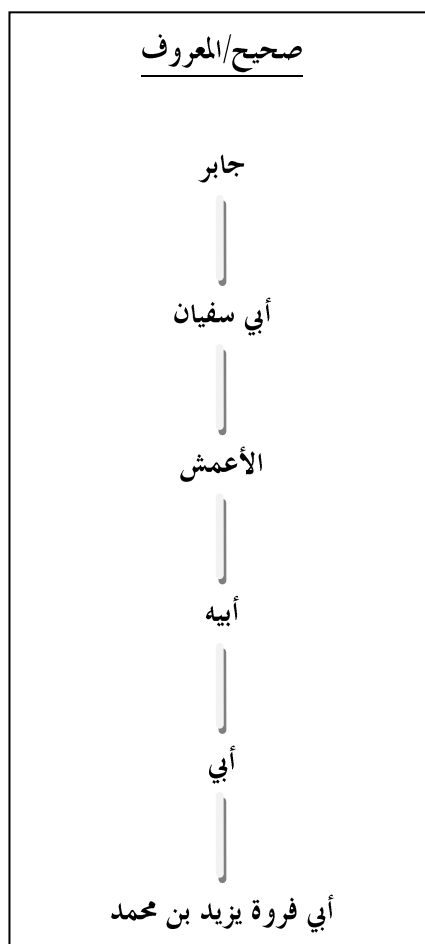 صحيح/المعروف
جابر
أبي سفيان
الأعمش
أبيه
أبي
أبي فروة يزيد بن محمد